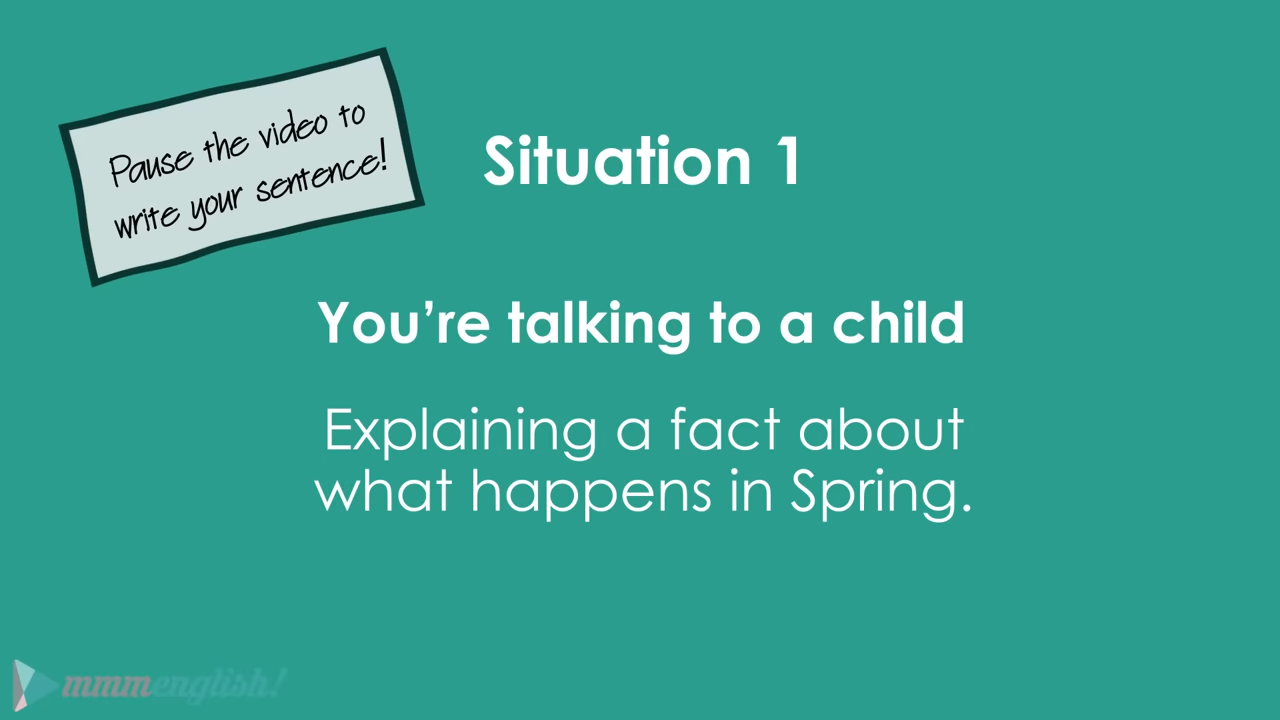 Pause the video to
write your sentence!
Situation 1
You're talking to a child
Explaining a fact about
what happens in Spring.
mmmenglish!